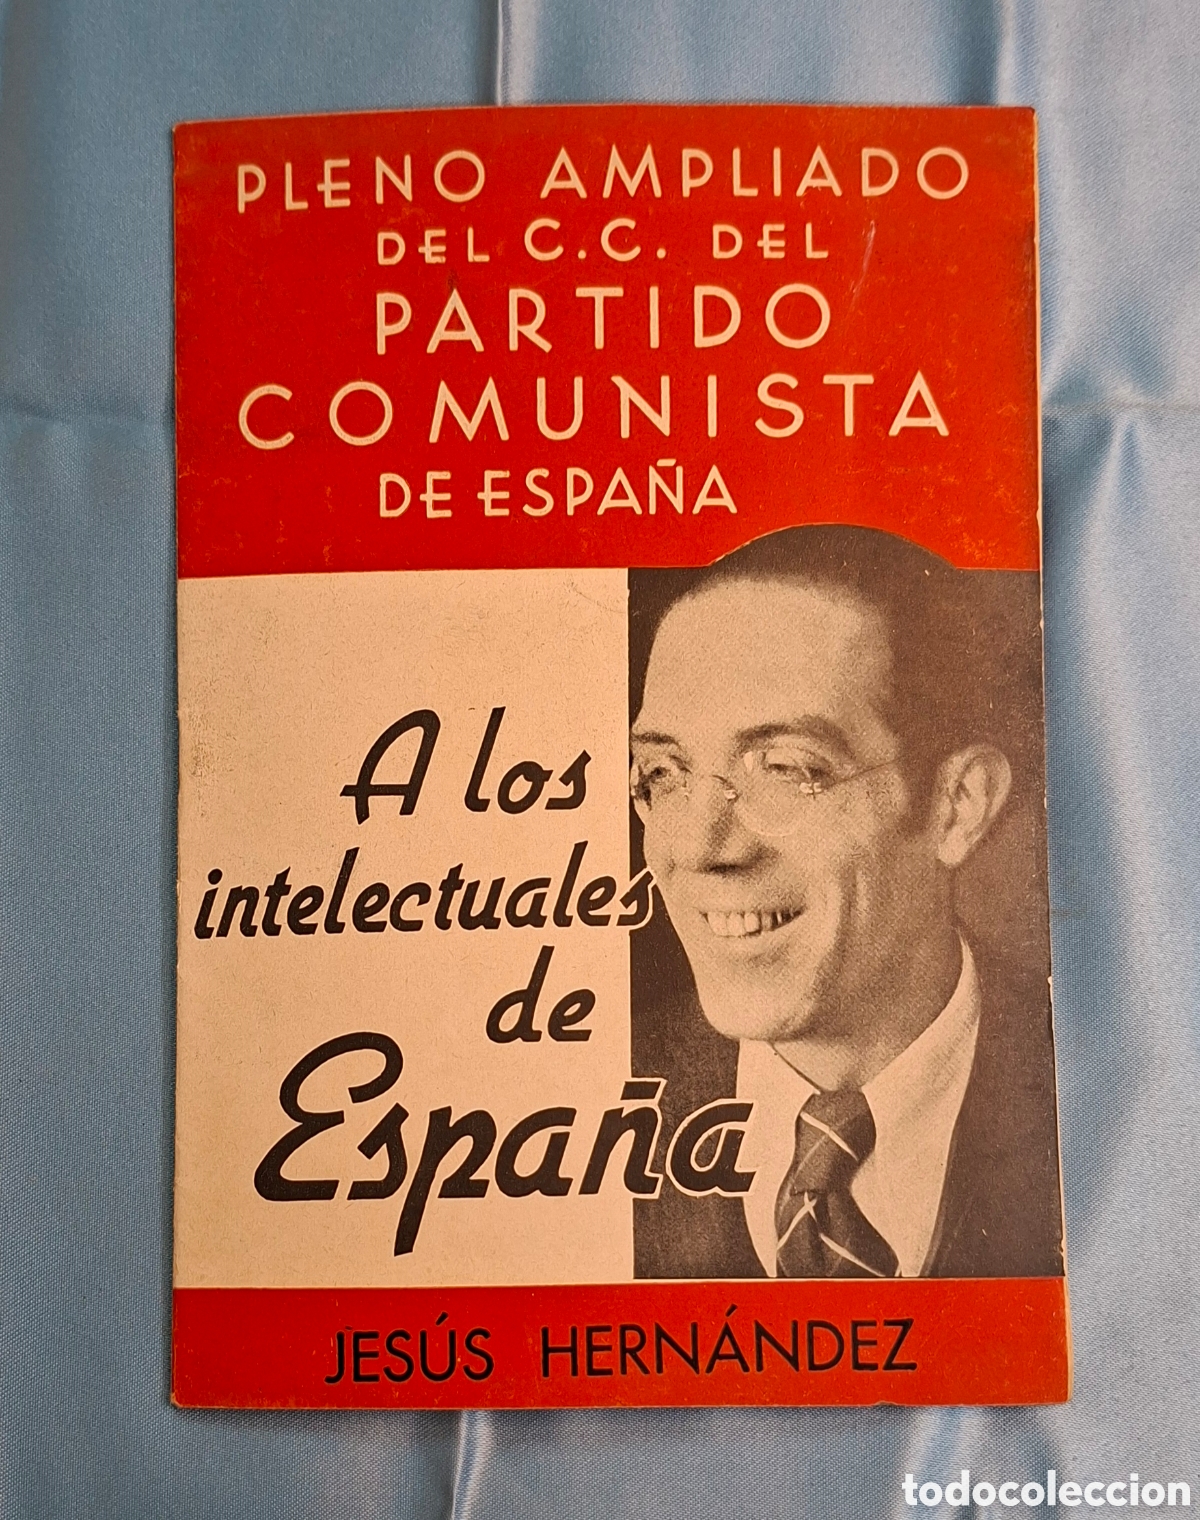 PLENO AMPLIADO
DEL C.C. DEL
PARTIDO
COMUNISTA
DE ESPAÑA
A los
intelectuales
de
España
JESÚS HERNÁNDEZ
todocoleccion